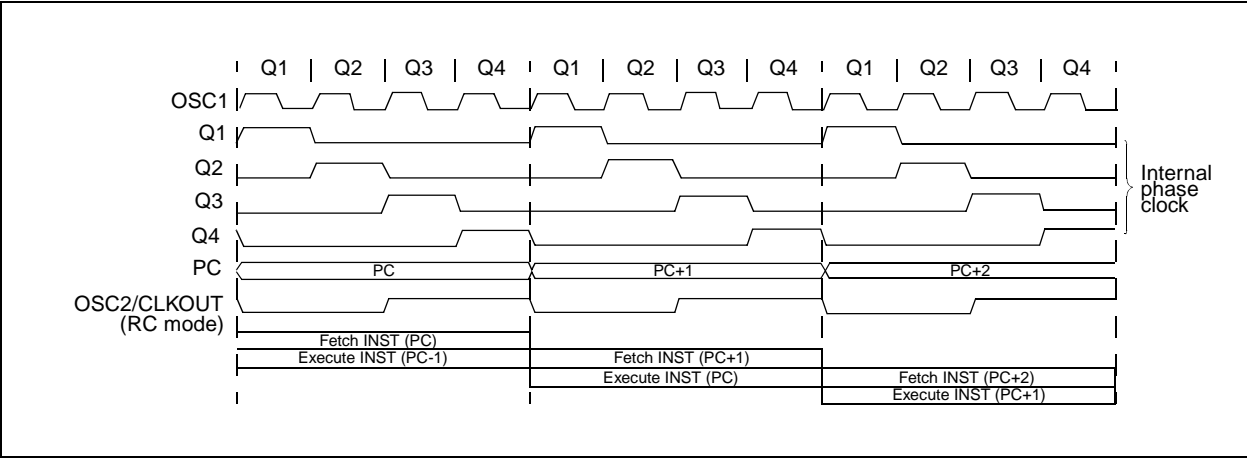 Q1 Q2 Q3 Q4 Q1 Q2 Q3 Q4 Q1 Q2 Q3 Q4
OSC1
Q1
Q2
Q3
Q4
Internal
phase
clock
PC PC PC+1 PC+2
OSC2/CLKOUT
(RC mode)
Fetch INST (PC)
Execute INST (PC-1) Fetch INST (PC+1)
Execute INST (PC) Fetch INST (PC+2)
Execute INST (PC+1)